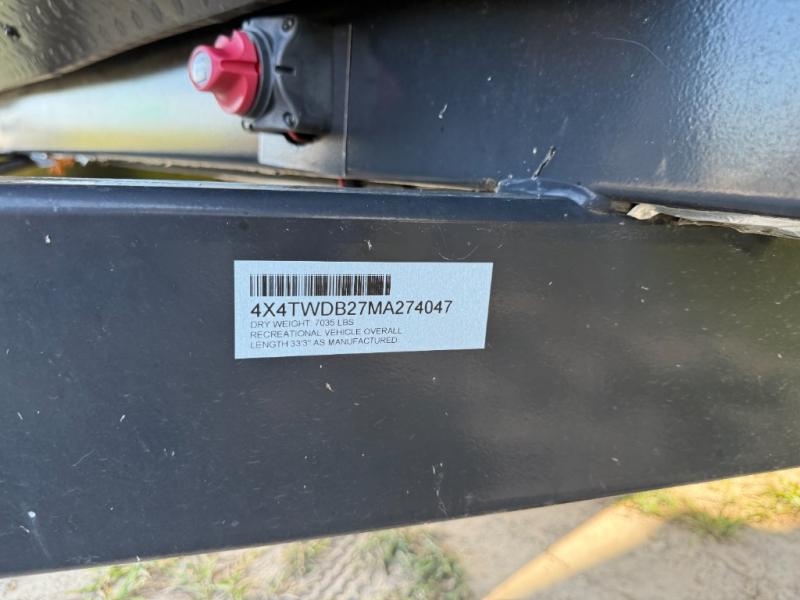 4X4TWDB27MA274047
DRY WEIGHT: 7035 LBS
RECREATIONAL VEHICLE OVERALL
LENGTH 33'3" AS MANUFACTURED